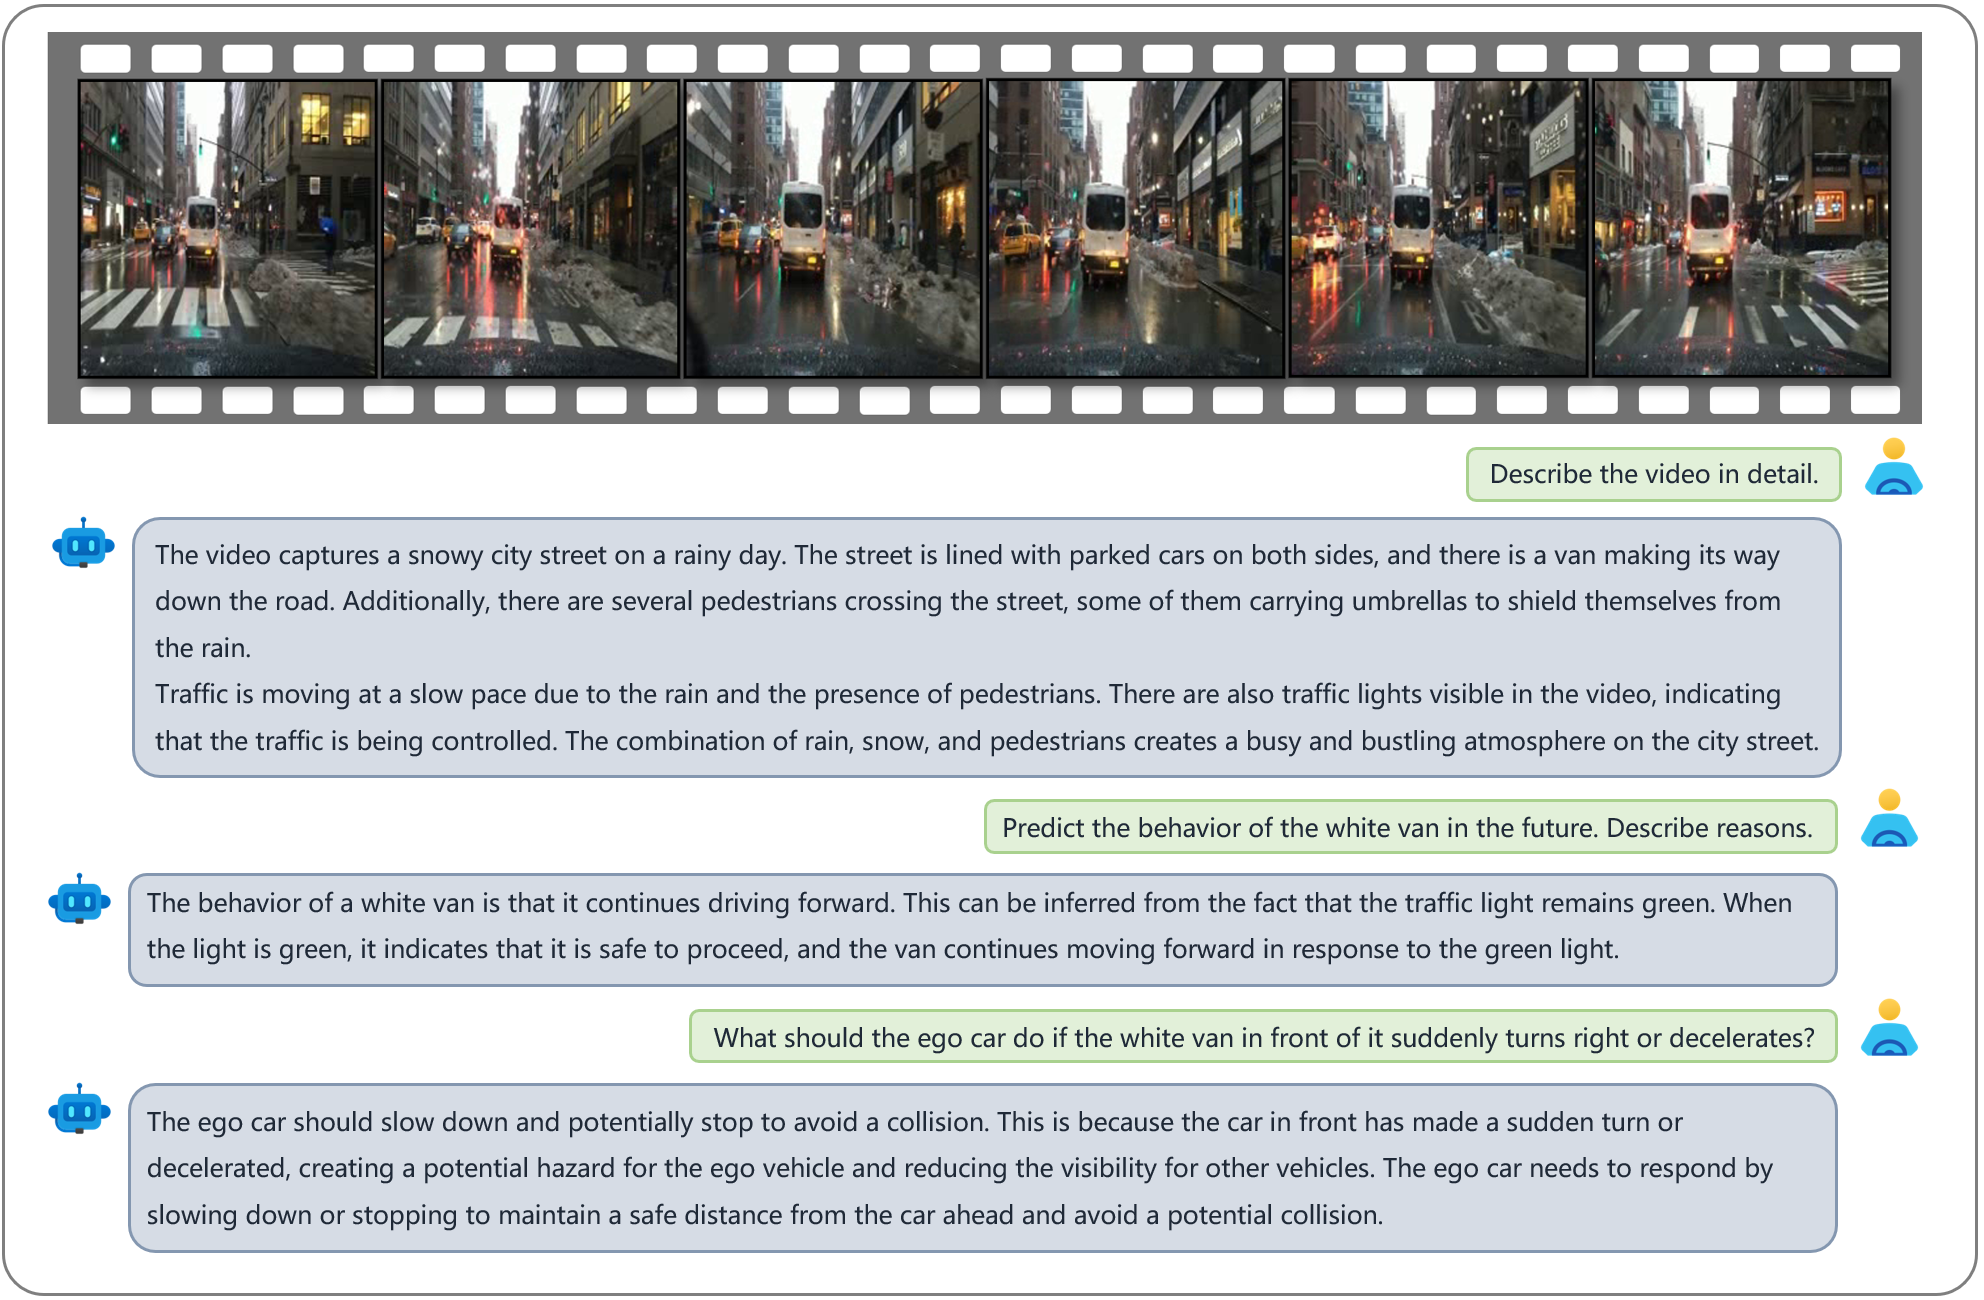 Describe the video in detail.
The video captures a snowy city street on a rainy day. The street is lined with parked cars on both sides, and there is a van making its way
down the road. Additionally, there are several pedestrians crossing the street, some of them carrying umbrellas to shield themselves from
the rain.
Traffic is moving at a slow pace due to the rain and the presence of pedestrians. There are also traffic lights visible in the video, indicating
that the traffic is being controlled. The combination of rain, snow, and pedestrians creates a busy and bustling atmosphere on the city street.
Predict the behavior of the white van in the future. Describe reasons.
The behavior of a white van is that it continues driving forward. This can be inferred from the fact that the traffic light remains green. When
the light is green, it indicates that it is safe to proceed, and the van continues moving forward in response to the green light.
What should the ego car do if the white van in front of it suddenly turns right or decelerates?
The ego car should slow down and potentially stop to avoid a collision. This is because the car in front has made a sudden turn or
decelerated, creating a potential hazard for the ego vehicle and reducing the visibility for other vehicles. The ego car needs to respond by
slowing down or stopping to maintain a safe distance from the car ahead and avoid a potential collision.